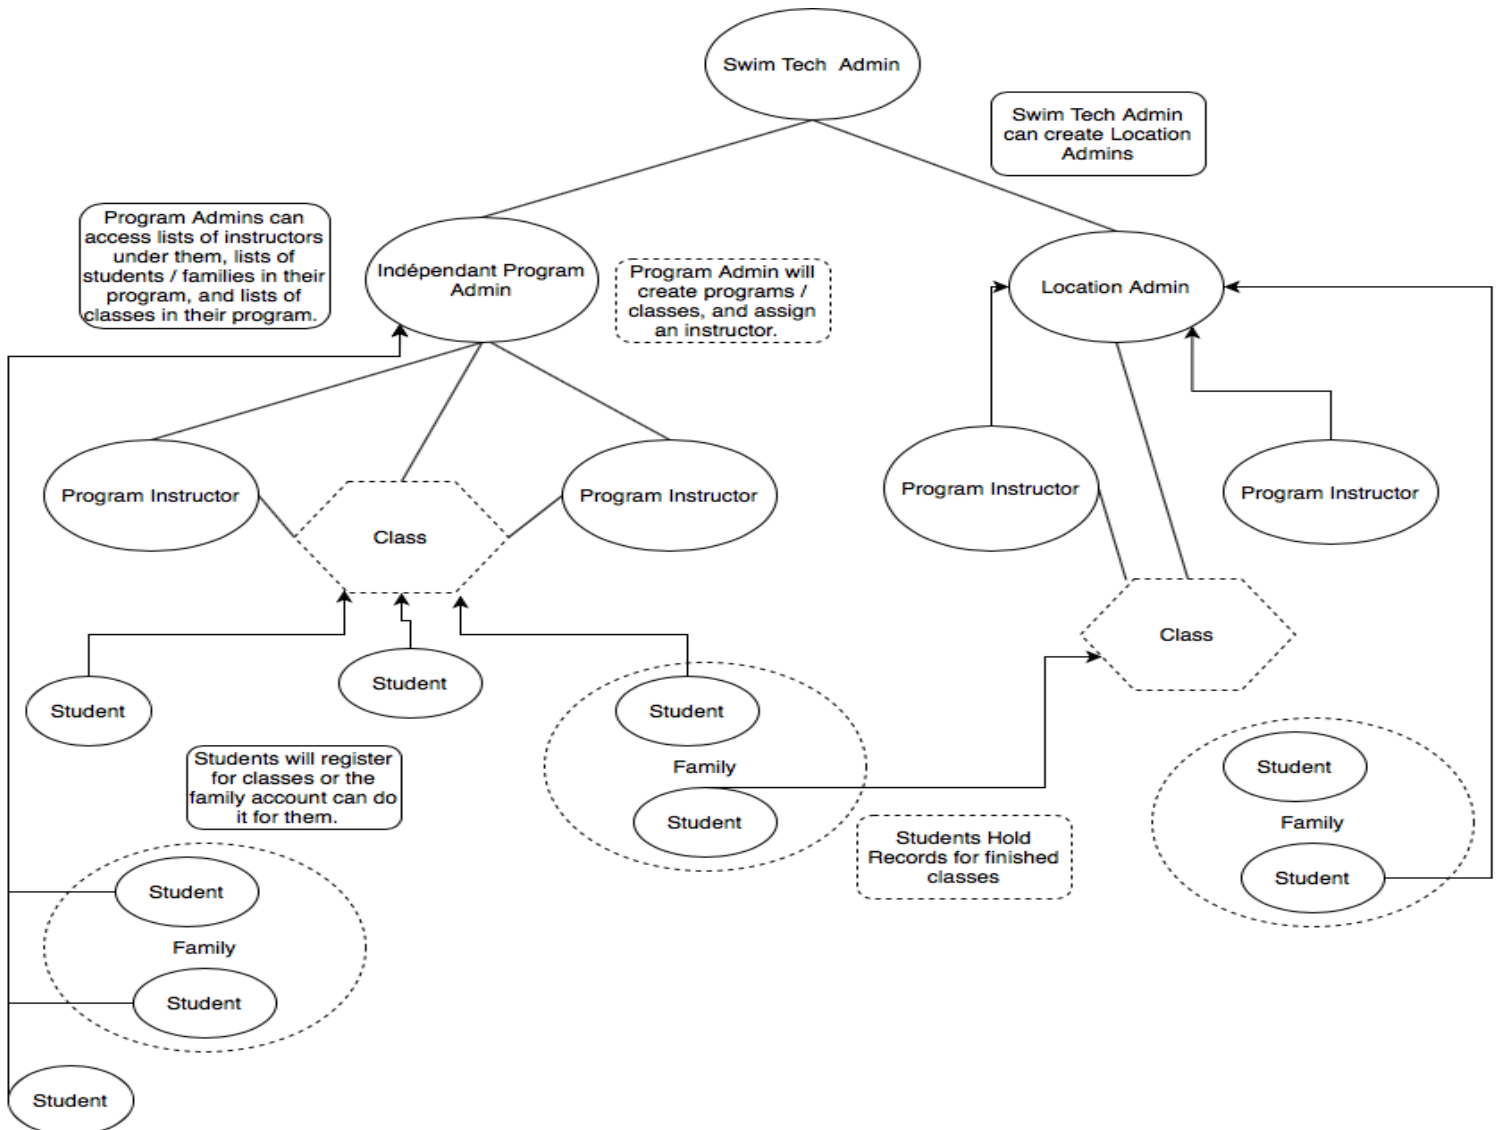 Swim Tech  Admin
Swim Tech Admin
can create Location
Admins
Program Admins can
access lists of instructors
under them, lists of
students / families in their
program, and lists of
classes in their program.
Indépendant Program
Admin
Program Admin will
create programs /
classes, and assign
an instructor.
Location Admin
Program Instructor
Class
Program Instructor
Program Instructor
Program Instructor
Class
Student
Student
Student
Family
Student
Students will register
for classes or the
family account can do
it for them.
Student
Family
Student
Students Hold
Records for finished
classes
Student
Family
Student
Student